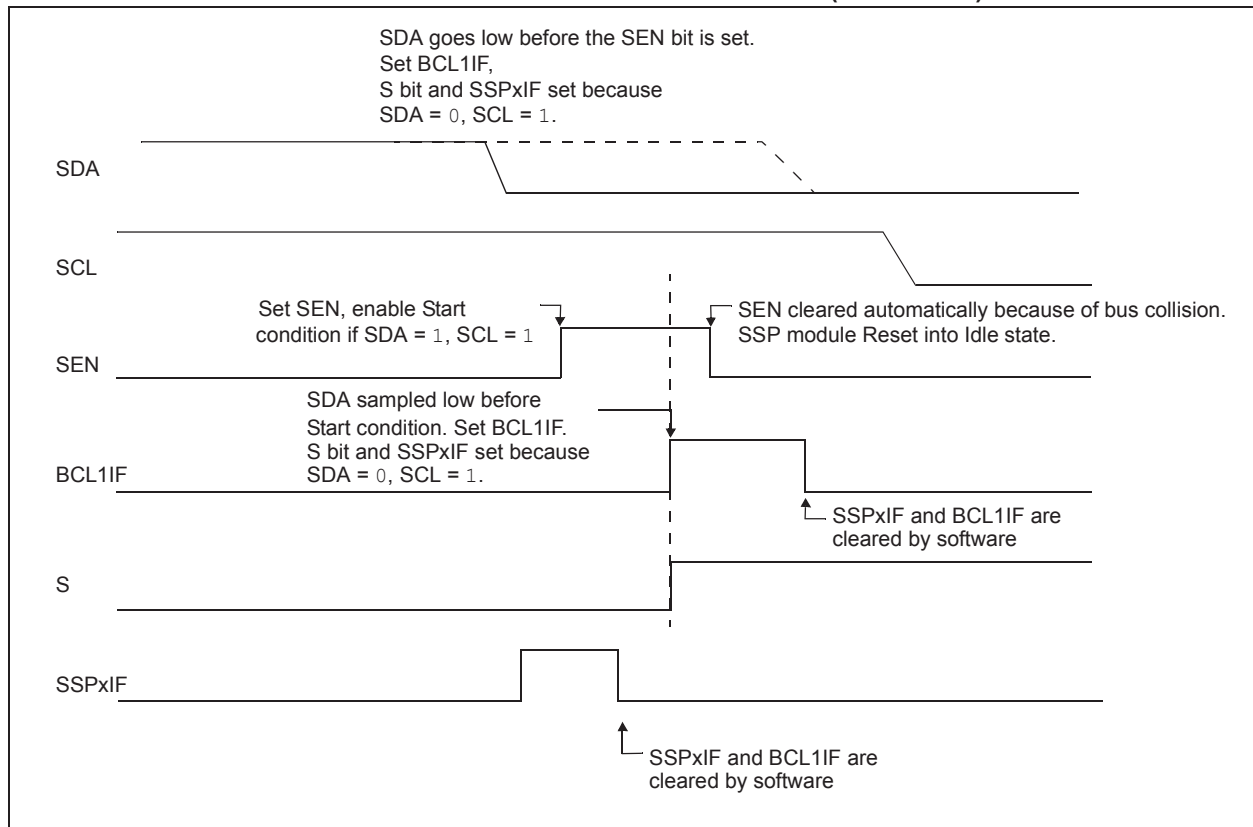 SDA goes low before the SEN bit is set.
Set BCL1IF,
S bit and SSPxIF set because
SDA = 0, SCL = 1.
SDA
SCL
Set SEN, enable Start
condition if SDA = 1, SCL = 1
SEN cleared automatically because of bus collision.
SSP module Reset into Idle state.
SEN
SDA sampled low before
Start condition. Set BCL1IF.
S bit and SSPxIF set because
SDA = 0, SCL = 1.
BCL1IF
SSPxIF and BCL1IF are
cleared by software
S
SSPxIF
SSPxIF and BCL1IF are
cleared by software